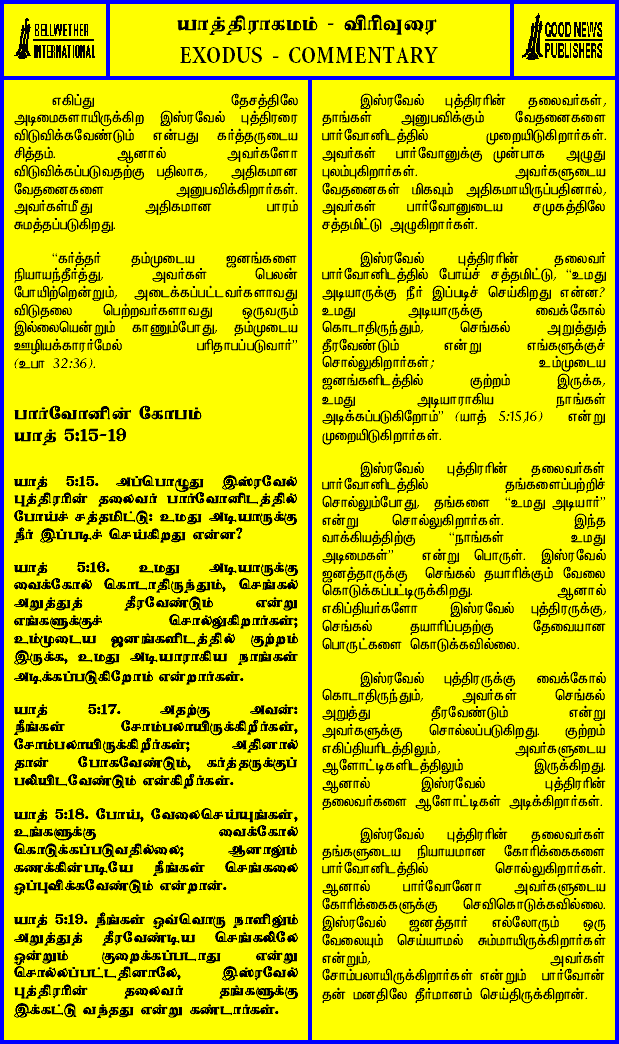 BELLWETHER
INTERNATIONAL
யாத்திராகமம் - விரிவுரை
EXODUS - COMMENTARY
GOOD NEWS
PUBLISHERS
எகிப்து தேசத்திலே
அடிமைகளாயிருக்கிற இஸ்ரவேல் புத்திரரை
விடுவிக்கவேண்டும் என்பது கர்த்தருடைய
சித்தம். ஆனால் அவர்களோ
விடுவிக்கப்படுவதற்கு பதிலாக, அதிகமான
வேதனைகளை அனுபவிக்கிறார்கள்.
அவர்கள்மீது அதிகமான பாரம்
சுமத்தப்படுகிறது.
“கர்த்தர் தம்முடைய ஜனங்களை
நியாயந்தீர்த்து, அவர்கள் பெலன்
போயிற்றென்றும், அடைக்கப்பட்டவர்களாவது
விடுதலை பெற்றவர்களாவது ஒருவரும்
இல்லையென்றும் காணும்போது, தம்முடைய
ஊழியக்காரர்மேல் பரிதாபப்படுவார்”
(உபா 32:36).
பார்வோனின் கோபம்
யாத் 5:15-19
யாத் 5:15. அப்பொழுது இஸ்ரவேல்
புத்திரரின் தலைவர் பார்வோனிடத்தில்
போய்ச் சத்தமிட்டு: உமது அடியாருக்கு
நீர் இப்படிச் செய்கிறது என்ன?
யாத் 5:16. உமது அடியாருக்கு
வைக்கோல் கொடாதிருந்தும், செங்கல்
அறுத்துத் தீரவேண்டும் என்று
எங்களுக்குச் சொல்லுகிறார்கள்;
உம்முடைய ஜனங்களிடத்தில் குற்றம்
இருக்க, உமது அடியாராகிய நாங்கள்
அடிக்கப்படுகிறோம் என்றார்கள்.
யாத் 5:17. அதற்கு அவன்:
நீங்கள் சோம்பலாயிருக்கிறீர்கள்,
சோம்பலாயிருக்கிறீர்கள்; அதினால்
தான் போகவேண்டும், கர்த்தருக்குப்
பலியிடவேண்டும் என்கிறீர்கள்.
யாத் 5:18. போய், வேலைசெய்யுங்கள்,
உங்களுக்கு வைக்கோல்
கொடுக்கப்படுவதில்லை; ஆனாலும்
கணக்கின்படியே நீங்கள் செங்கலை
ஒப்புவிக்கவேண்டும் என்றான்.
யாத் 5:19. நீங்கள் ஒவ்வொரு நாளிலும்
அறுத்துத் தீரவேண்டிய செங்கலிலே
ஒன்றும் குறைக்கப்படாது என்று
சொல்லப்பட்டதினாலே, இஸ்ரவேல்
புத்திரரின் தலைவர் தங்களுக்கு
இக்கட்டு வந்தது என்று கண்டார்கள்.
இஸ்ரவேல் புத்திரரின் தலைவர்கள்,
தாங்கள் அனுபவிக்கும் வேதனைகளை
பார்வோனிடத்தில் முறையிடுகிறார்கள்.
அவர்கள் பார்வோனுக்கு முன்பாக அழுது
புலம்புகிறார்கள். அவர்களுடைய
வேதனைகள் மிகவும் அதிகமாயிருப்பதினால்,
அவர்கள் பார்வோனுடைய சமுகத்திலே
சத்தமிட்டு அழுகிறார்கள்.
இஸ்ரவேல் புத்திரரின் தலைவர்
பார்வோனிடத்தில் போய்ச் சத்தமிட்டு, “உமது
அடியாருக்கு நீர் இப்படிச் செய்கிறது என்ன?
உமது அடியாருக்கு வைக்கோல்
கொடாதிருந்தும், செங்கல் அறுத்துத்
தீரவேண்டும் என்று எங்களுக்குச்
சொல்லுகிறார்கள்; உம்முடைய
ஜனங்களிடத்தில் குற்றம் இருக்க,
உமது அடியாராகிய நாங்கள்
அடிக்கப்படுகிறோம்” (யாத் 5:15,16) என்று
முறையிடுகிறார்கள்.
இஸ்ரவேல் புத்திரரின் தலைவர்கள்
பார்வோனிடத்தில் தங்களைப்பற்றிச்
சொல்லும்போது, தங்களை “உமது அடியார்”
என்று சொல்லுகிறார்கள். இந்த
வாக்கியத்திற்கு “நாங்கள் உமது
அடிமைகள்” என்று பொருள். இஸ்ரவேல்
ஜனத்தாருக்கு செங்கல் தயாரிக்கும் வேலை
கொடுக்கப்பட்டிருக்கிறது. ஆனால்
எகிப்தியர்களோ இஸ்ரவேல் புத்திரருக்கு,
செங்கல் தயாரிப்பதற்கு தேவையான
பொருட்களை கொடுக்கவில்லை.
இஸ்ரவேல் புத்திரருக்கு வைக்கோல்
கொடாதிருந்தும், அவர்கள் செங்கல்
அறுத்து தீரவேண்டும் என்று
அவர்களுக்கு சொல்லப்படுகிறது. குற்றம்
எகிப்தியரிடத்திலும், அவர்களுடைய
ஆளோட்டிகளிடத்திலும் இருக்கிறது.
ஆனால் இஸ்ரவேல் புத்திரரின்
தலைவர்களை ஆளோட்டிகள் அடிக்கிறார்கள்.
இஸ்ரவேல் புத்திரரின் தலைவர்கள்
தங்களுடைய நியாயமான கோரிக்கைகளை
பார்வோனிடத்தில் சொல்லுகிறார்கள்.
ஆனால் பார்வோனோ அவர்களுடைய
கோரிக்கைகளுக்கு செவிகொடுக்கவில்லை.
இஸ்ரவேல் ஜனத்தார் எல்லோரும் ஒரு
வேலையும் செய்யாமல் சும்மாயிருக்கிறார்கள்
என்றும், அவர்கள்
சோம்பலாயிருக்கிறார்கள் என்றும் பார்வோன்
தன் மனதிலே தீர்மானம் செய்திருக்கிறான்.